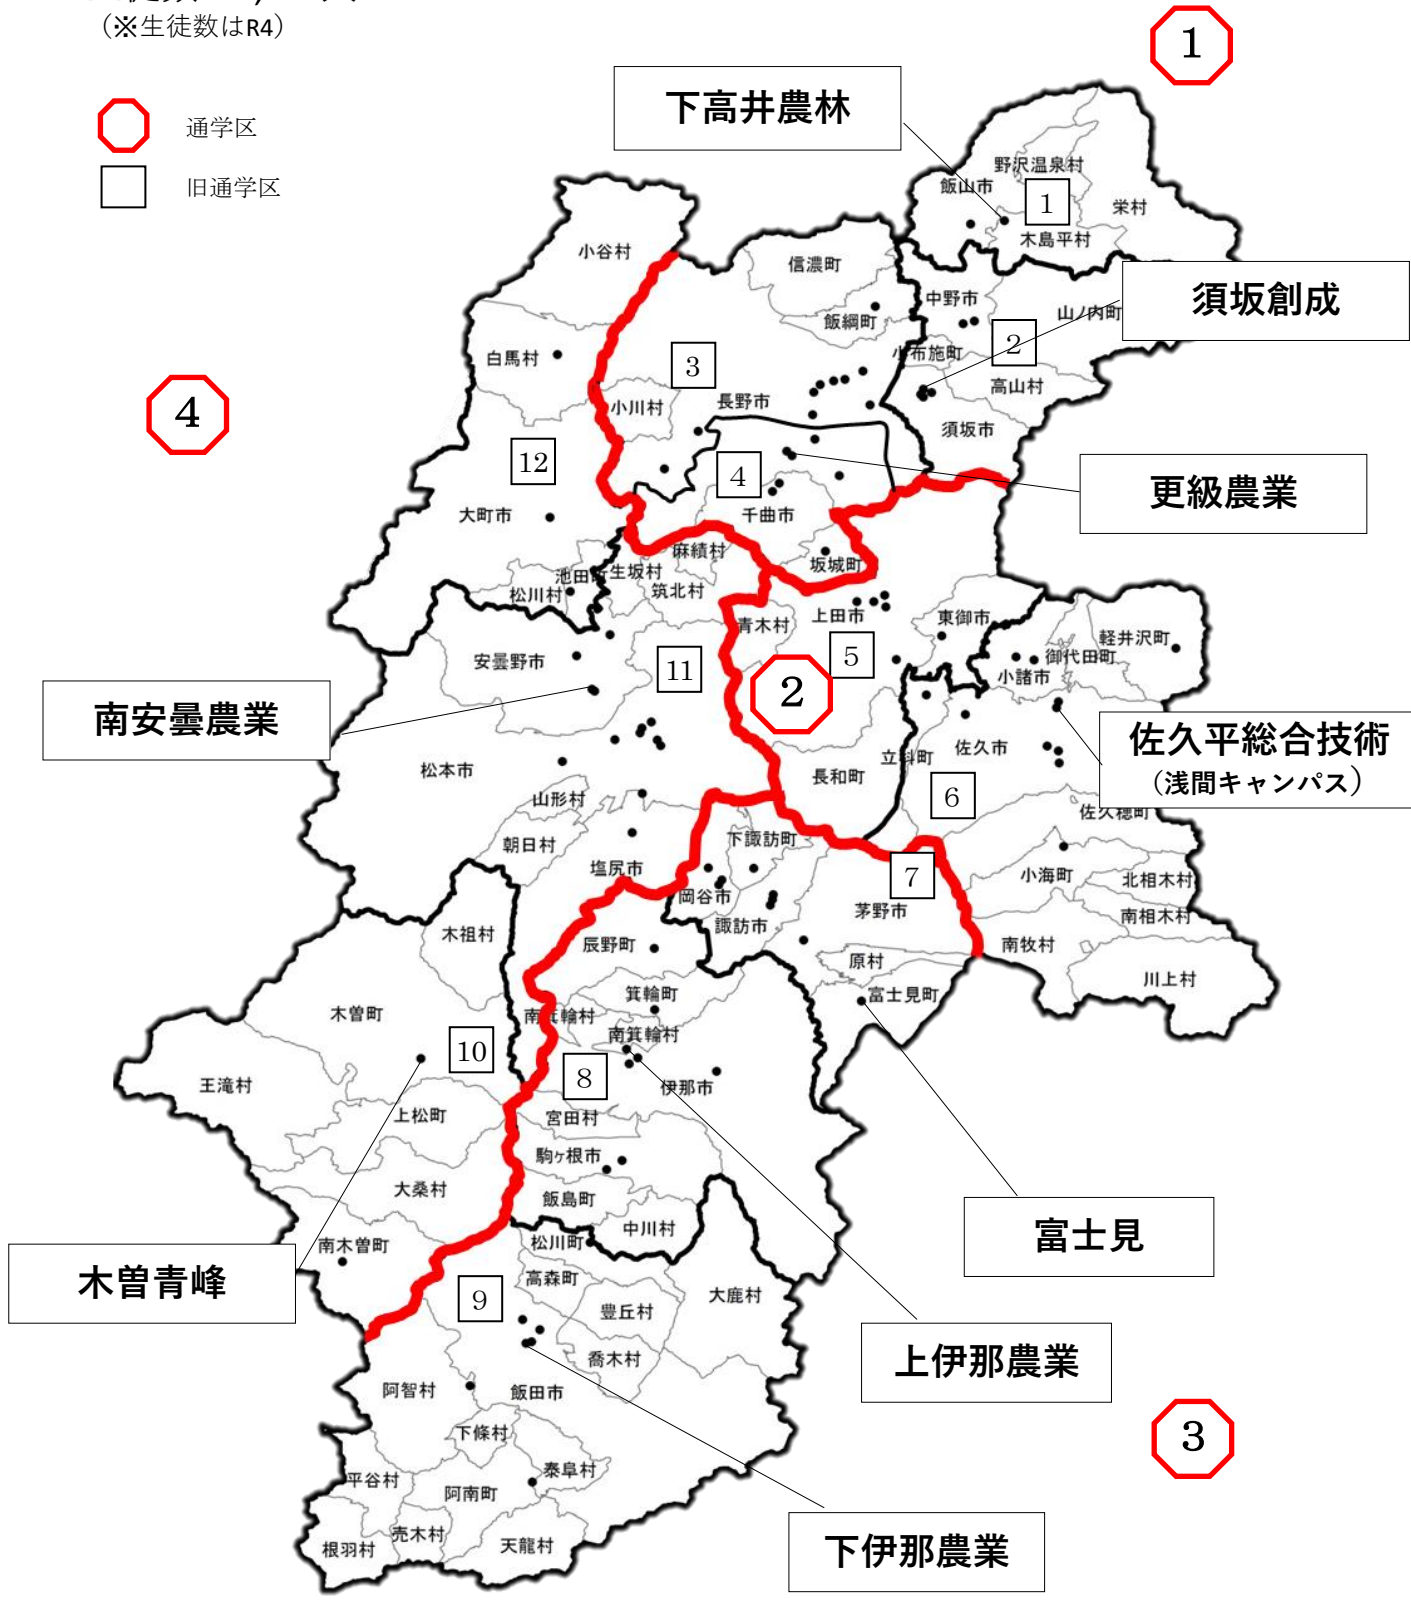 （※生徒数はR4）
通学区
旧通学区
1
下高井農林
野沢温泉村
飯山市
1
栄村
木島平村
小谷村
信濃町
中野市
須坂創成
山ノ内町
飯綱町
2
小布施町
白馬村
3
高山村
4
小川村
長野市
須坂市
12
4
更級農業
大町市
千曲市
麻績村
坂城町
池田町
生坂村
松川村
筑北村
青木村
上田市
東御市
軽井沢町
御代田町
小諸市
安曇野市
11
5
2
南安曇農業
佐久平総合技術
（浅間キャンパス）
佐久市
立科町
松本市
長和町
山形村
6
佐久穂町
朝日村
下諏訪町
塩尻市
7
小海町
北相木村
岡谷市
茅野市
南相木村
諏訪市
木祖村
辰野町
南牧村
原村
川上村
箕輪町
富士見町
木曽町
南箕輪村
南箕輪村
10
8
伊那市
王滝村
上松町
宮田村
駒ヶ根市
大桑村
飯島町
中川村
富士見
松川町
南木曽町
木曽青峰
高森町
大鹿村
9
豊丘村
上伊那農業
喬木村
阿智村
飯田市
下條村
3
泰阜村
平谷村
阿南町
売木村
下伊那農業
根羽村
天龍村